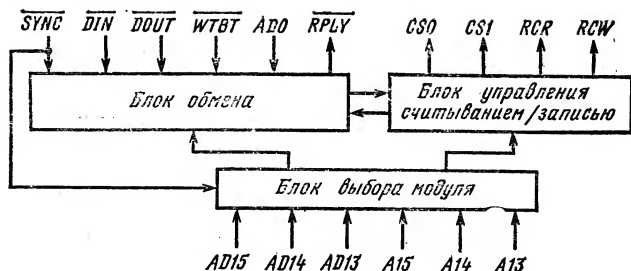 SYNC DIN DOUT WTBT AD0 RPLY CS0 CS1 RCR RCW
Блок обмена
Блок управления
считыванием/записью
Блок выбора модуля
AD15 AD14 AD13 A15 A14 A13